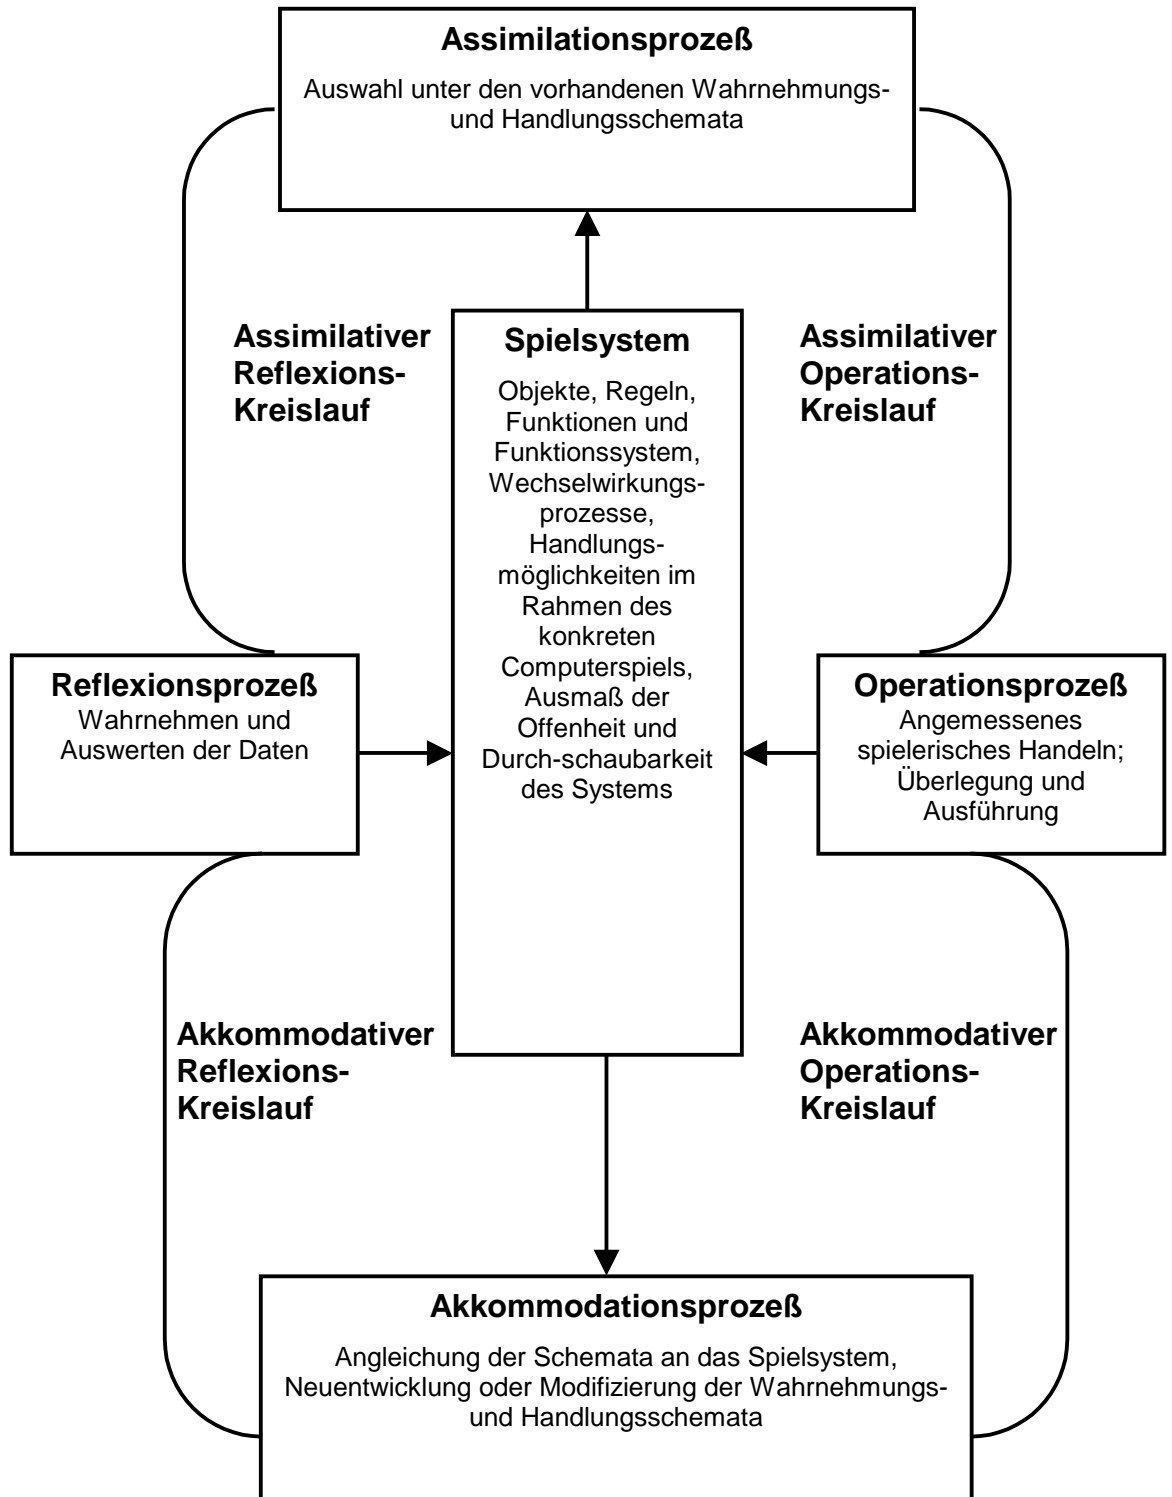 Assimilationsprozeß
Auswahl unter den vorhandenen Wahrnehmungs-
und Handlungsschemata
Assimilativer
Reflexions-
Kreislauf
Spielsystem
Objekte, Regeln,
Funktionen und
Funktionssystem,
Wechselwirkungs-
prozesse,
Handlungs-
möglichkeiten im
Rahmen des
konkreten
Computerspiels,
Ausmaß der
Offenheit und
Durch-schaubarkeit
des Systems
Assimilativer
Operations-
Kreislauf
Reflexionsprozeß
Wahrnehmen und
Auswerten der Daten
Operationsprozeß
Angemessenes
spielerisches Handeln;
Überlegung und
Ausführung
Akkommodativer
Reflexions-
Kreislauf
Akkommodativer
Operations-
Kreislauf
Akkommodationsprozeß
Angleichung der Schemata an das Spielsystem,
Neuentwicklung oder Modifizierung der Wahrnehmungs-
und Handlungsschemata